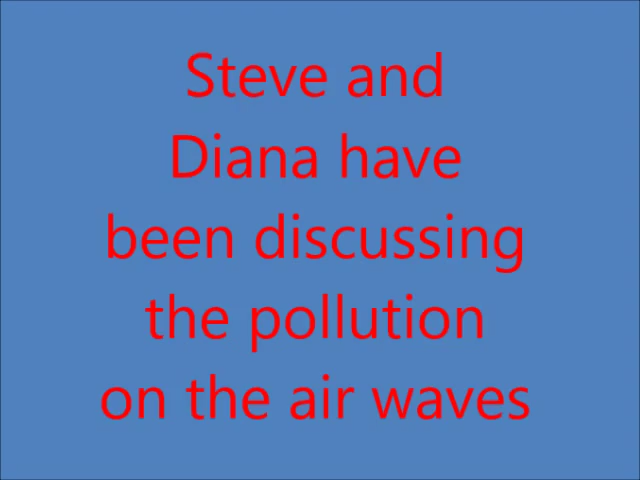 Steve and
Diana have
been discussing
the pollution
on the air waves